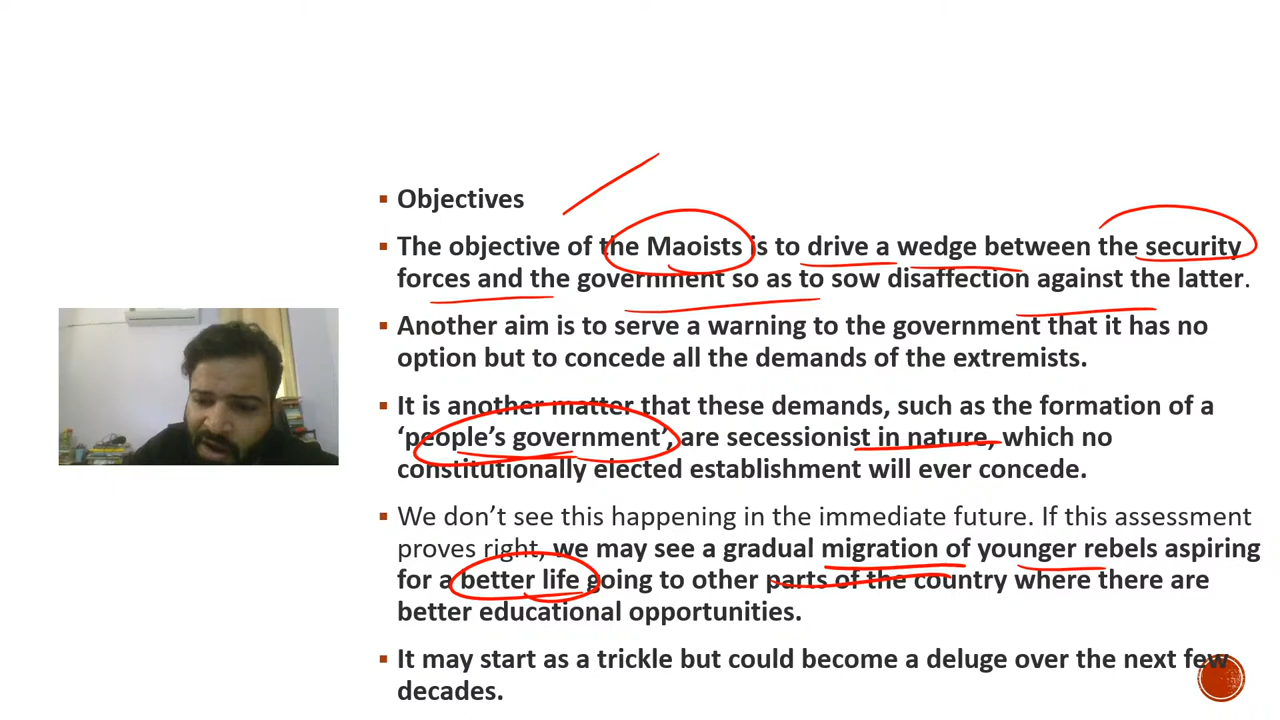 Objectives
The objective of the Maoists is to drive a wedge between the security
forces and the government so as to sow disaffection against the latter.
Another aim is to serve a warning to the government that it has no
option but to concede all the demands of the extremists.
It is another matter that these demands, such as the formation of a
‘people’s government’, are secessionist in nature, which no
constitutionally elected establishment will ever concede.
We don’t see this happening in the immediate future. If this assessment
proves right, we may see a gradual migration of younger rebels aspiring
for a better life going to other parts of the country where there are
better educational opportunities.
It may start as a trickle but could become a deluge over the next few
decades.